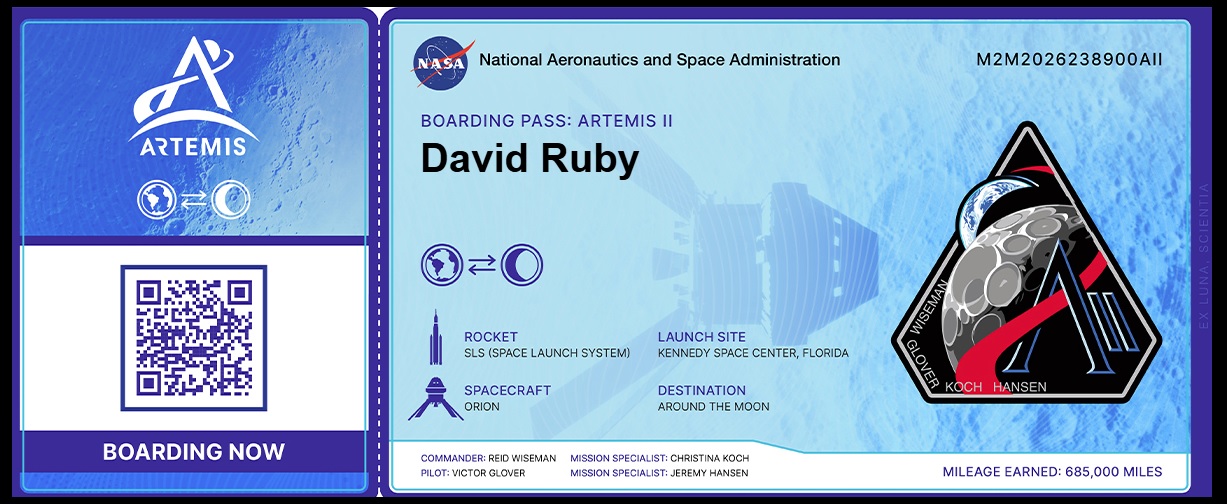 ARTEMIS
BOARDING NOW
NASA
National Aeronautics and Space Administration
M2M2026238900AII
BOARDING PASS: ARTEMIS II
David Ruby
ROCKET
SLS (SPACE LAUNCH SYSTEM)
LAUNCH SITE
KENNEDY SPACE CENTER, FLORIDA
SPACECRAFT
ORION
DESTINATION
AROUND THE MOON
COMMANDER: REID WISEMAN
MISSION SPECIALIST: CHRISTINA KOCH
PILOT: VICTOR GLOVER
MISSION SPECIALIST: JEREMY HANSEN
MILEAGE EARNED: 685,000 MILES
AII
WISEMAN
GLOVER
KOCH HANSEN
EX LUNA, SCIENTIA